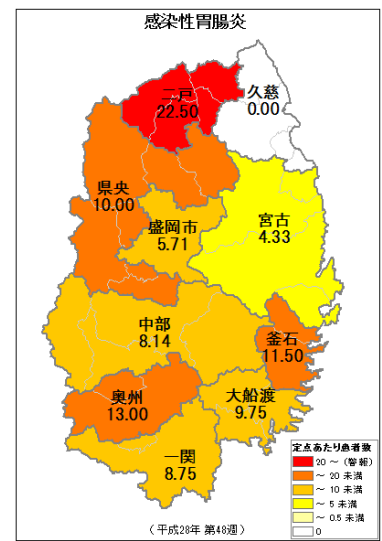 感染性胃腸炎
久慈
0.00
二戸
22.50
県央
10.00
盛岡市
5.71
宮古
4.33
中部
8.14
釜石
11.50
奥州
13.00
大船渡
9.75
一関
8.75
定点あたり患者数
20 ～ (警報)
～ 20 未満
～ 10 未満
～ 5 未満
～ 0.5 未満
0
(平成28年 第48週)